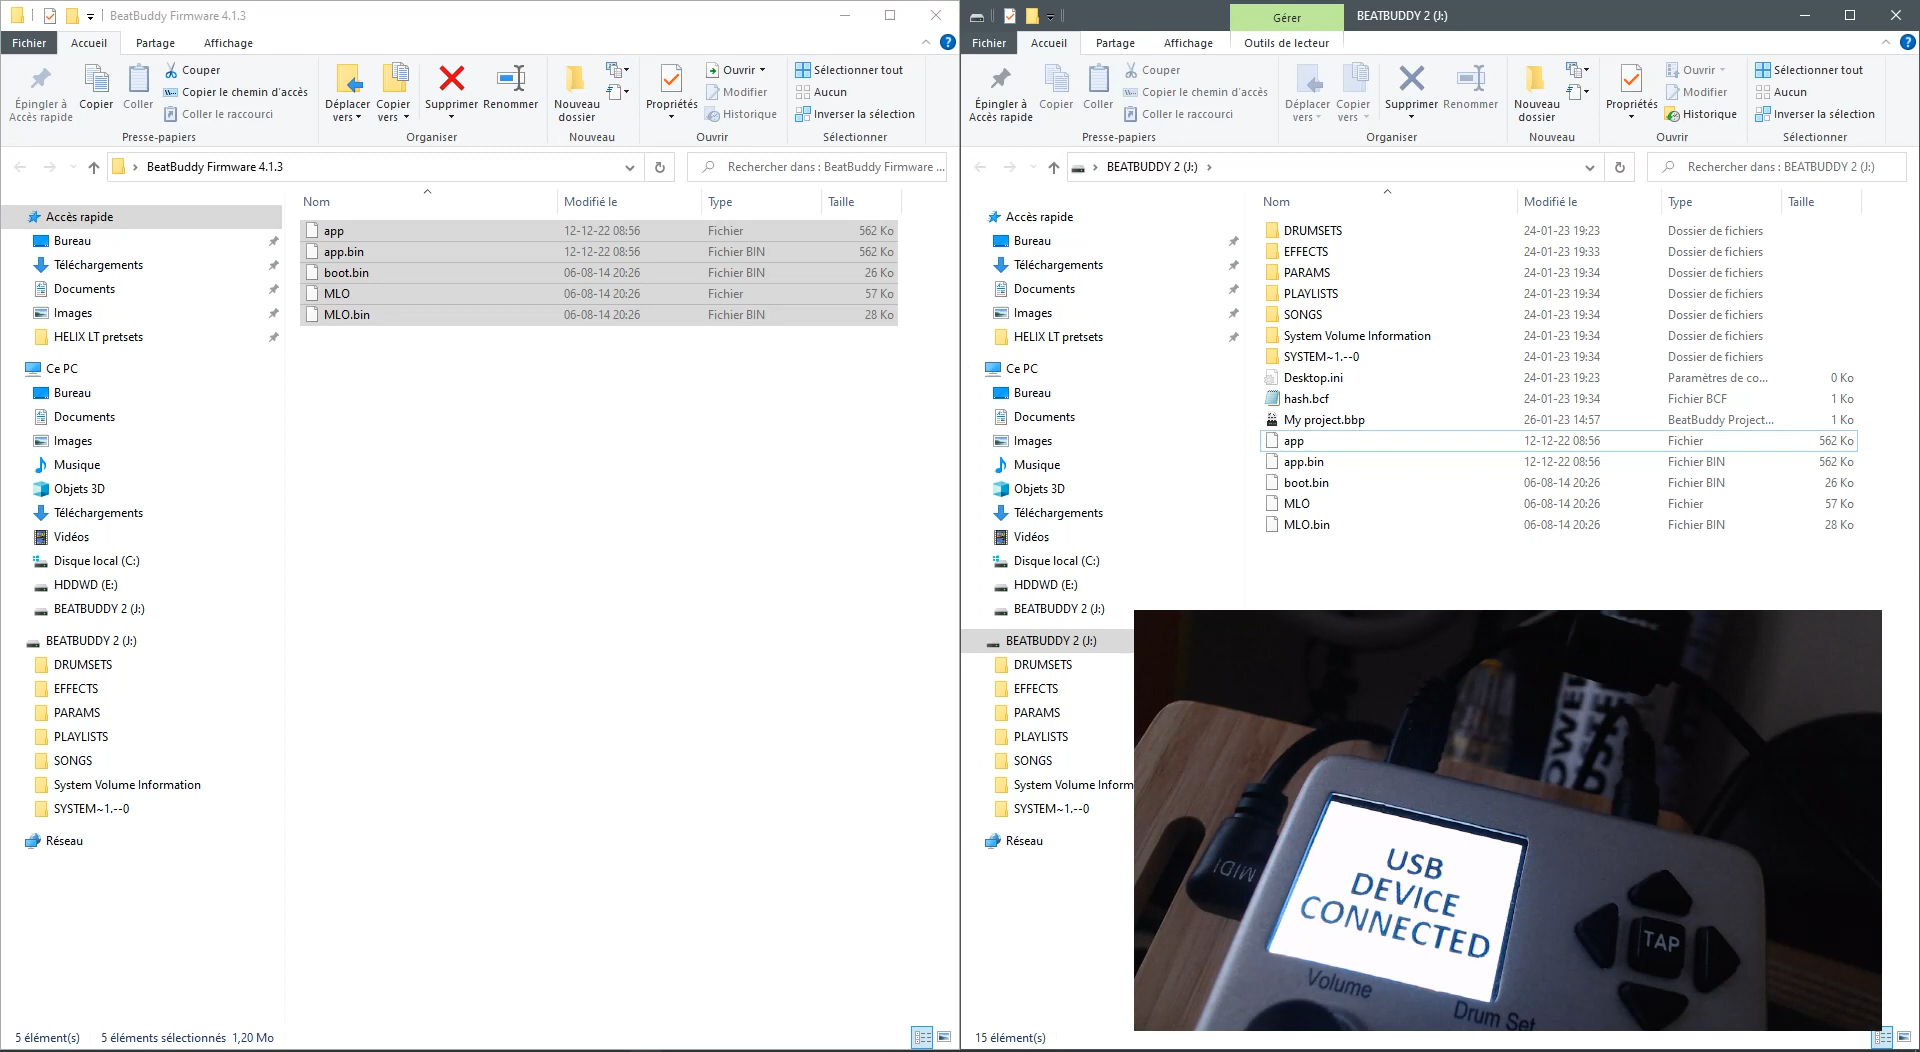 BeatBuddy Firmware 4.1.3
Fichier
Accueil
Partage
Affichage
Épingler à
Accès rapide
Copier
Coller
Couper
Copier le chemin d'accès
Coller le raccourci
Presse-papiers
Déplacer
vers
Copier
vers
Supprimer
Renommer
Organiser
Nouveau
dossier
Nouveau
Propriétés
Ouvrir
Modifier
Historique
Ouvrir
Sélectionner tout
Aucun
Inverser la sélection
Sélectionner
BeatBuddy Firmware 4.1.3
Rechercher dans : BeatBuddy Firmware ...
Nom Modifié le Type Taille
app 12-12-22 08:56 Fichier 562 Ko
app.bin 12-12-22 08:56 Fichier BIN 562 Ko
boot.bin 06-08-14 20:26 Fichier BIN 26 Ko
MLO 06-08-14 20:26 Fichier 57 Ko
MLO.bin 06-08-14 20:26 Fichier BIN 28 Ko
Accès rapide
Bureau
Téléchargements
Documents
Images
HELIX LT pretsets
Ce PC
Bureau
Documents
Images
Musique
Objets 3D
Téléchargements
Vidéos
Disque local (C:)
HDDWD (E:)
BEATBUDDY 2 (J:)
BEATBUDDY 2 (J:)
DRUMSETS
EFFECTS
PARAMS
PLAYLISTS
SONGS
System Volume Information
SYSTEM~1.--0
Réseau
5 élément(s) 5 éléments sélectionnés 1,20 Mo
Gérer
BEATBUDDY 2 (J:)
Fichier
Accueil
Partage
Affichage
Outils de lecteur
Épingler à
Accès rapide
Copier
Coller
Couper
Copier le chemin d'accès
Coller le raccourci
Presse-papiers
Déplacer
vers
Copier
vers
Supprimer
Renommer
Organiser
Nouveau
dossier
Nouveau
Propriétés
Ouvrir
Modifier
Historique
Ouvrir
Sélectionner tout
Aucun
Inverser la sélection
Sélectionner
BEATBUDDY 2 (J:)
Rechercher dans : BEATBUDDY 2 (J:)
Nom Modifié le Type Taille
DRUMSETS 24-01-23 19:23 Dossier de fichiers
EFFECTS 24-01-23 19:33 Dossier de fichiers
PARAMS 24-01-23 19:34 Dossier de fichiers
PLAYLISTS 24-01-23 19:34 Dossier de fichiers
SONGS 24-01-23 19:34 Dossier de fichiers
System Volume Information 24-01-23 19:34 Dossier de fichiers
SYSTEM~1.--0 24-01-23 19:34 Dossier de fichiers
Desktop.ini 24-01-23 19:23 Paramètres de co... 0 Ko
hash.bcf 24-01-23 19:34 Fichier BCF 1 Ko
My project.bbp 26-01-23 14:57 BeatBuddy Project... 1 Ko
app 12-12-22 08:56 Fichier 562 Ko
app.bin 12-12-22 08:56 Fichier BIN 562 Ko
boot.bin 06-08-14 20:26 Fichier BIN 26 Ko
MLO 06-08-14 20:26 Fichier 57 Ko
MLO.bin 06-08-14 20:26 Fichier BIN 28 Ko
Accès rapide
Bureau
Téléchargements
Documents
Images
HELIX LT pretsets
Ce PC
Bureau
Documents
Images
Musique
Objets 3D
Téléchargements
Vidéos
Disque local (C:)
HDDWD (E:)
BEATBUDDY 2 (J:)
BEATBUDDY 2 (J:)
DRUMSETS
EFFECTS
PARAMS
PLAYLISTS
SONGS
System Volume Inform
SYSTEM~1.--0
Réseau
15 élément(s)
MIDI
USB
DEVICE
CONNECTED
TAP
Volume
Drum Set